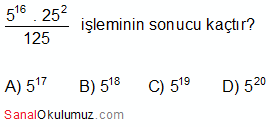 5¹⁶ . 25²
125
işleminin sonucu kaçtır?
A) 5¹⁷ B) 5¹⁸ C) 5¹⁹ D) 5²⁰
SanalOkulumuz.com